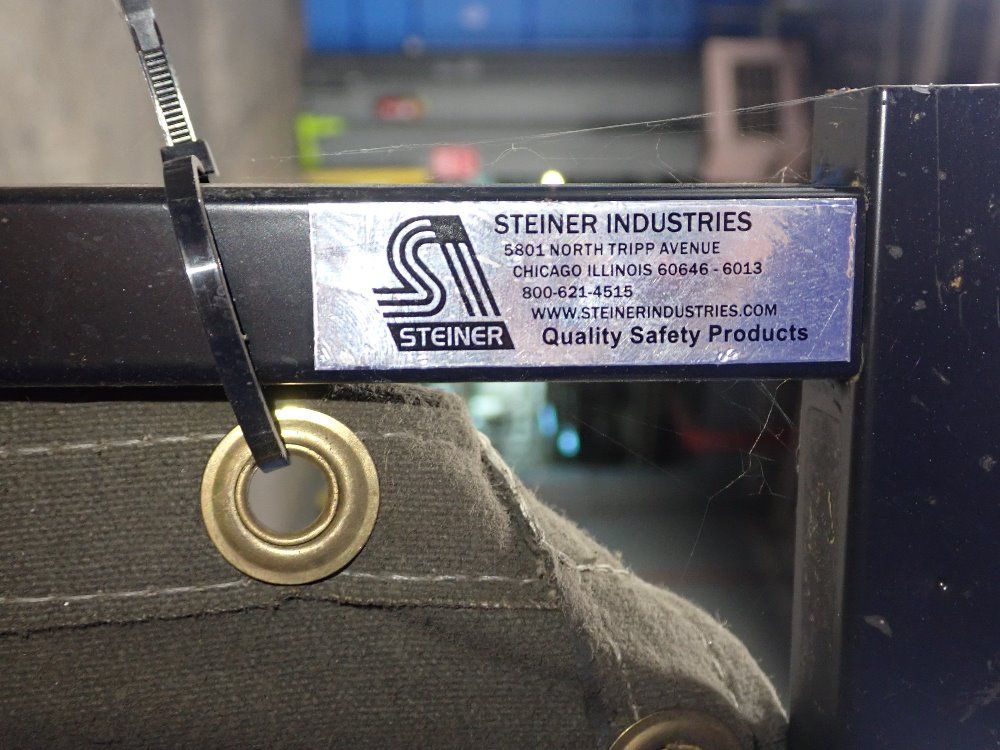 STEINER
STEINER INDUSTRIES
5801 NORTH TRIPP AVENUE
CHICAGO ILLINOIS 60646 - 6013
800-621-4515
WWW.STEINERINDUSTRIES.COM
Quality Safety Products